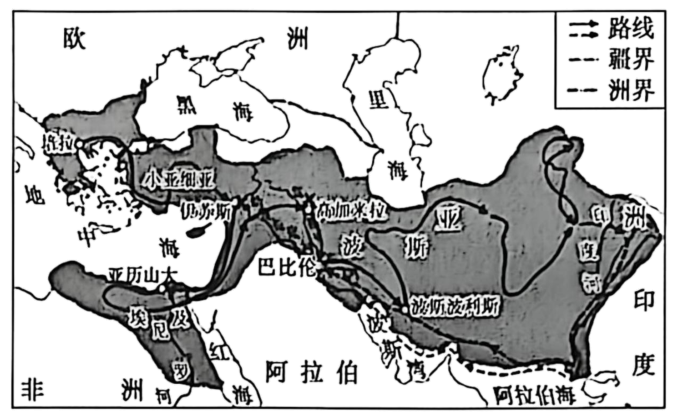 欧 洲
路线
疆界
洲界
黑 海
里 海
培拉
小亚细亚
地 中 海
伊苏斯
高加米拉
亚 洲
波 斯
巴比伦
印度河
亚历山大
埃及
尼罗河
波斯波利斯
波斯湾
红海
阿拉伯
阿拉伯海
印度
非 洲